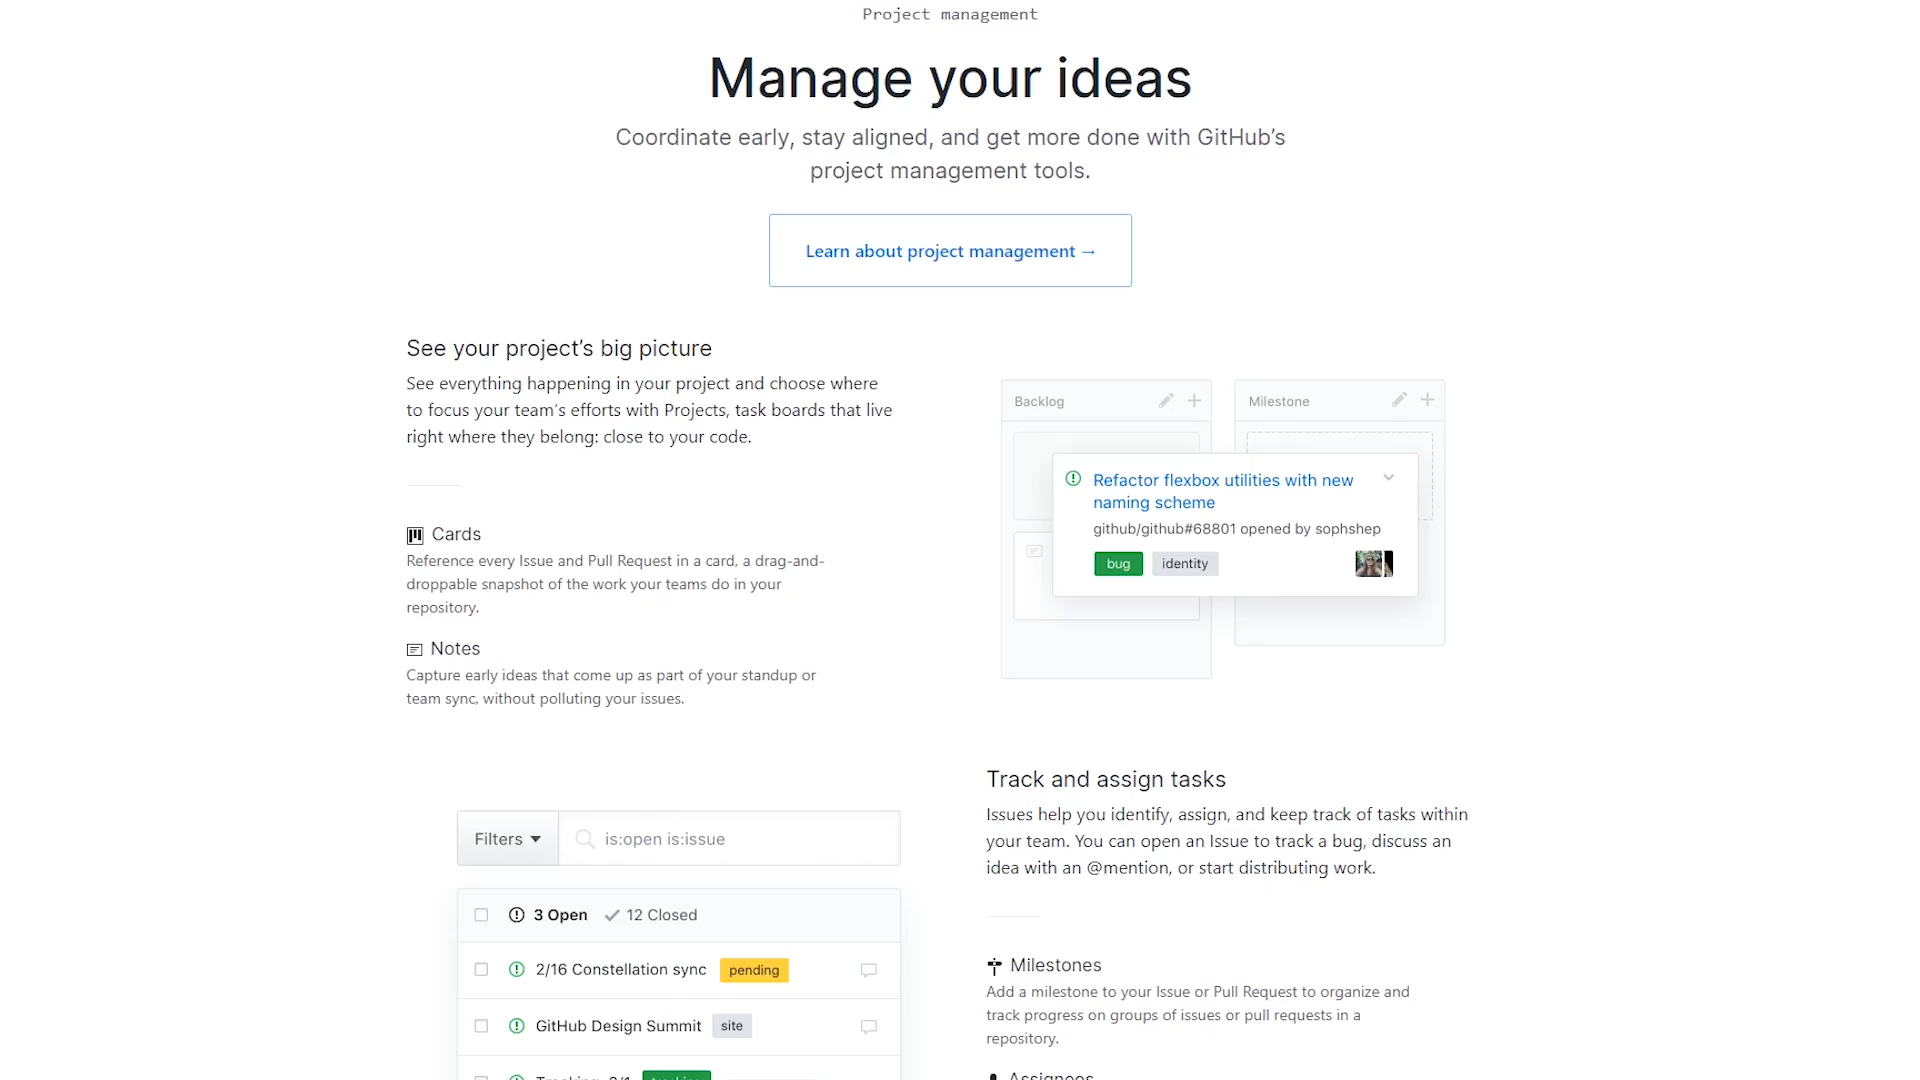 Project management
Manage your ideas
Coordinate early, stay aligned, and get more done with GitHub’s
project management tools.
Learn about project management →
See your project’s big picture
See everything happening in your project and choose where
to focus your team’s efforts with Projects, task boards that live
right where they belong: close to your code.
Cards
Reference every Issue and Pull Request in a card, a drag-and-
droppable snapshot of the work your teams do in your
repository.
Notes
Capture early ideas that come up as part of your standup or
team sync, without polluting your issues.
Backlog
Milestone
Refactor flexbox utilities with new
naming scheme
github/github#68801 opened by sophshep
bug identity
Track and assign tasks
Issues help you identify, assign, and keep track of tasks within
your team. You can open an Issue to track a bug, discuss an
idea with an @mention, or start distributing work.
Milestones
Add a milestone to your Issue or Pull Request to organize and
track progress on groups of issues or pull requests in a
repository.
Assignees
Filters is:open is:issue
3 Open 12 Closed
2/16 Constellation sync pending
GitHub Design Summit site